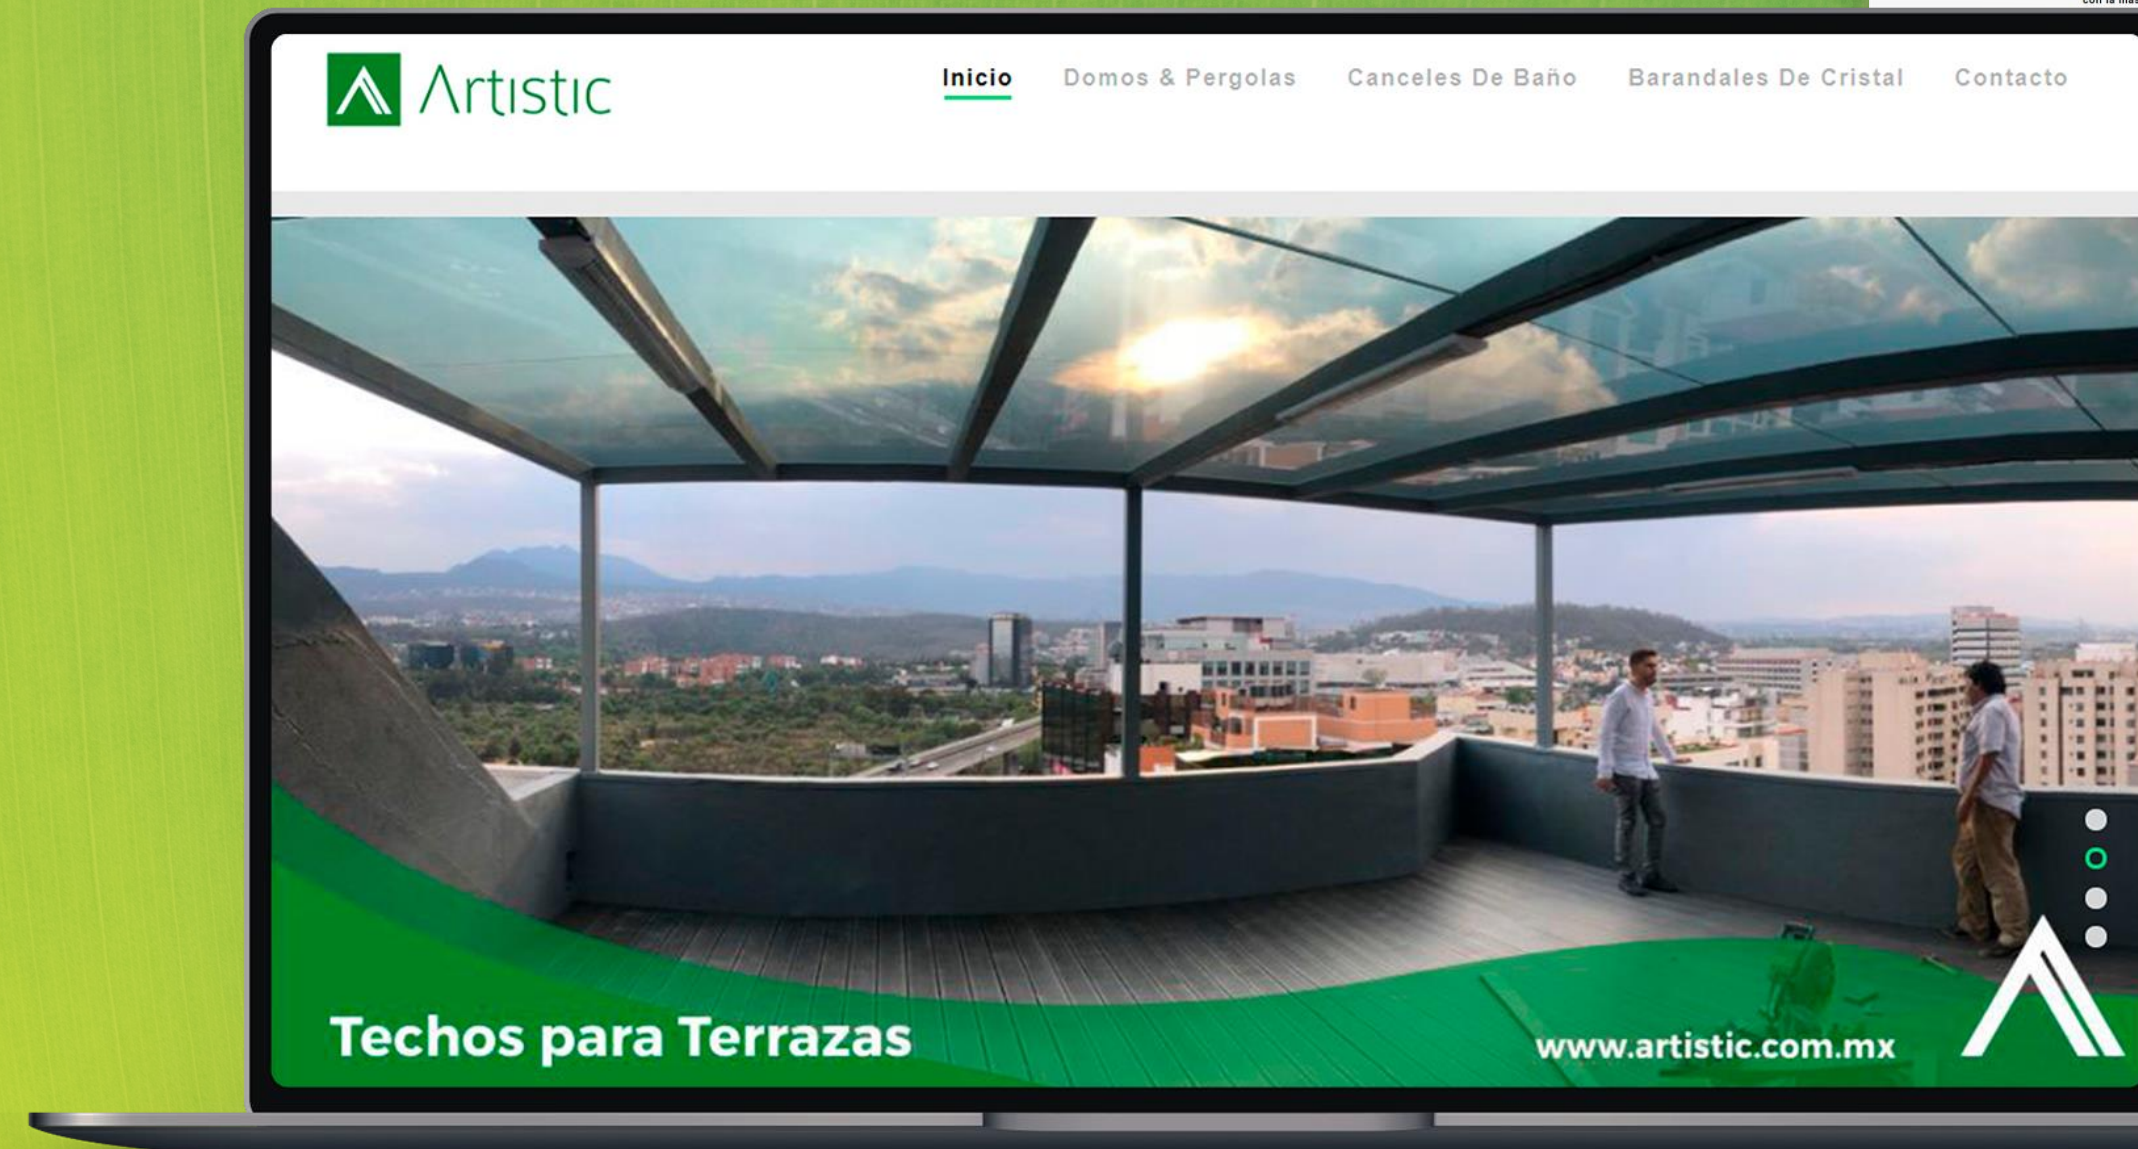 Artistic
Inicio Domos & Pergolas Canceles De Baño Barandales De Cristal Contacto
Techos para Terrazas
www.artistic.com.mx